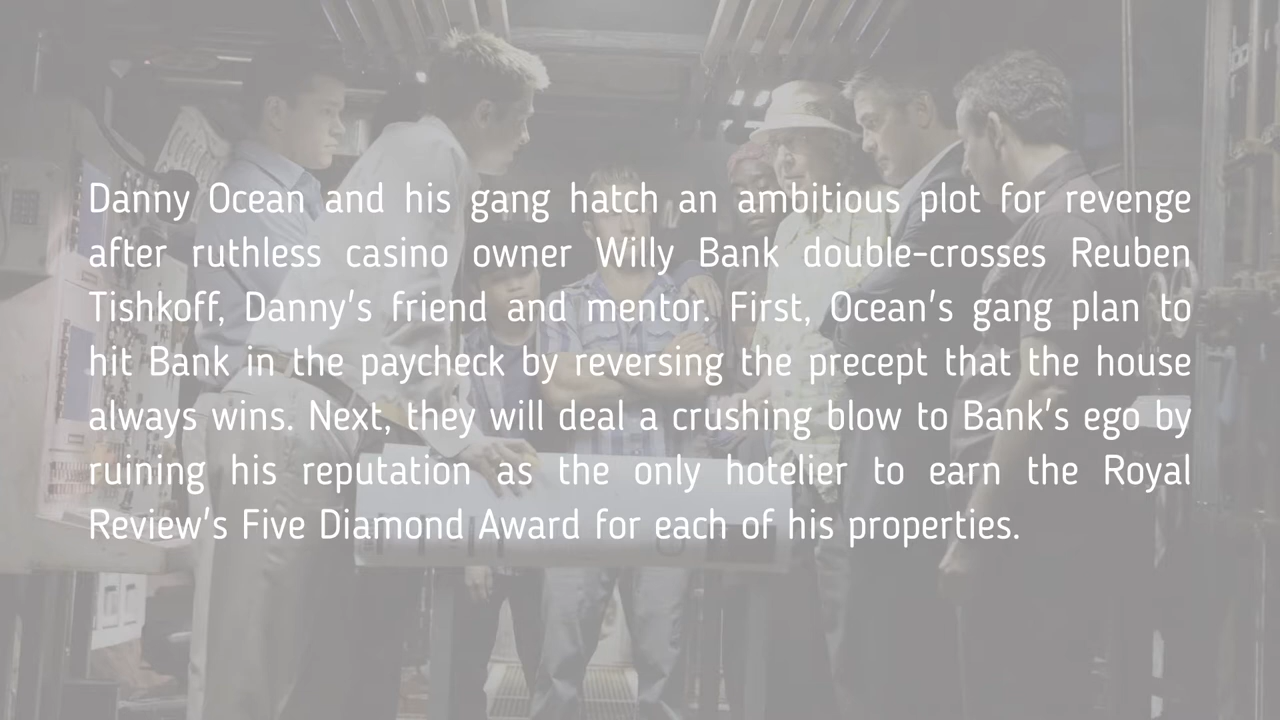 Danny Ocean and his gang hatch an ambitious plot for revenge
after ruthless casino owner Willy Bank double-crosses Reuben
Tishkoff, Danny's friend and mentor. First, Ocean's gang plan to
hit Bank in the paycheck by reversing the precept that the house
always wins. Next, they will deal a crushing blow to Bank's ego by
ruining his reputation as the only hotelier to earn the Royal
Review's Five Diamond Award for each of his properties.